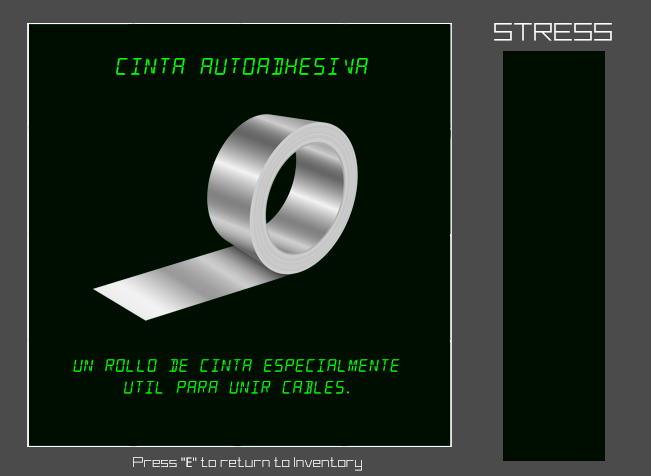 CINTA AUTOADHESIVA
STRESS
UN ROLLO DE CINTA ESPECIALMENTE
UTIL PARA UNIR CABLES.
Press "E" to return to Inventory